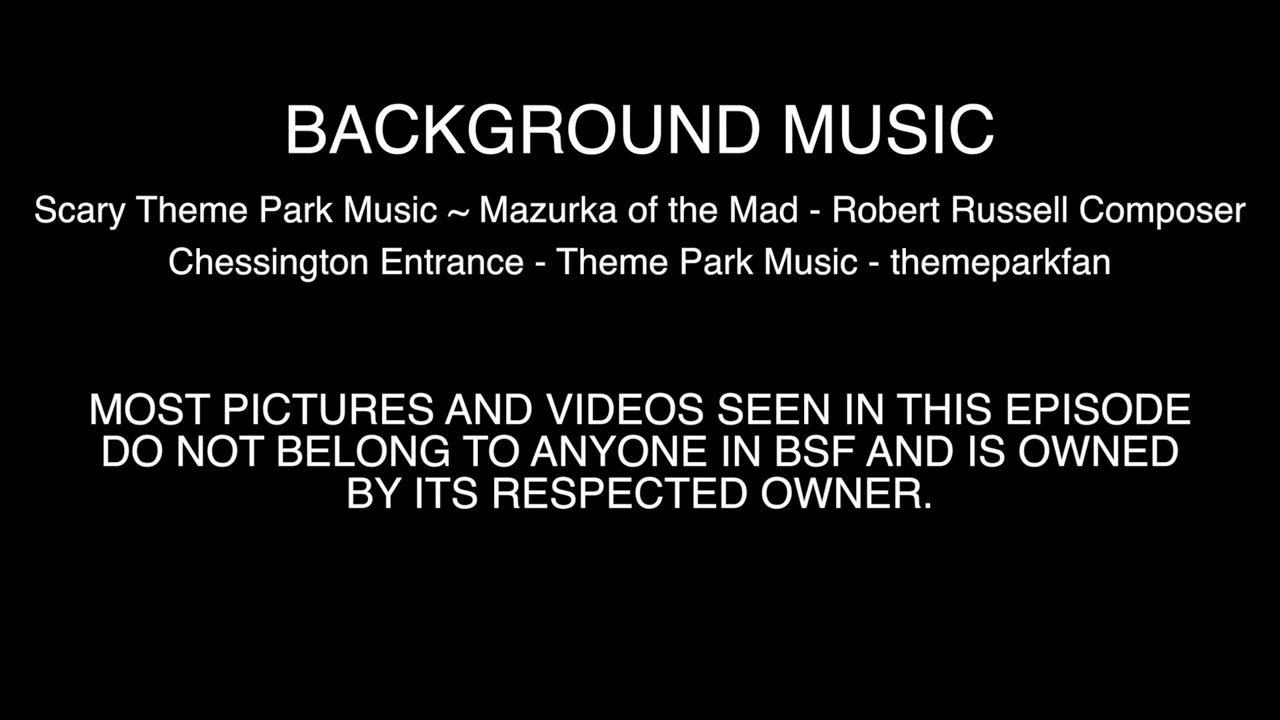 BACKGROUND MUSIC
Scary Theme Park Music ~ Mazurka of the Mad - Robert Russell Composer
Chessington Entrance - Theme Park Music - themeparkfan
MOST PICTURES AND VIDEOS SEEN IN THIS EPISODE
DO NOT BELONG TO ANYONE IN BSF AND IS OWNED
BY ITS RESPECTED OWNER.